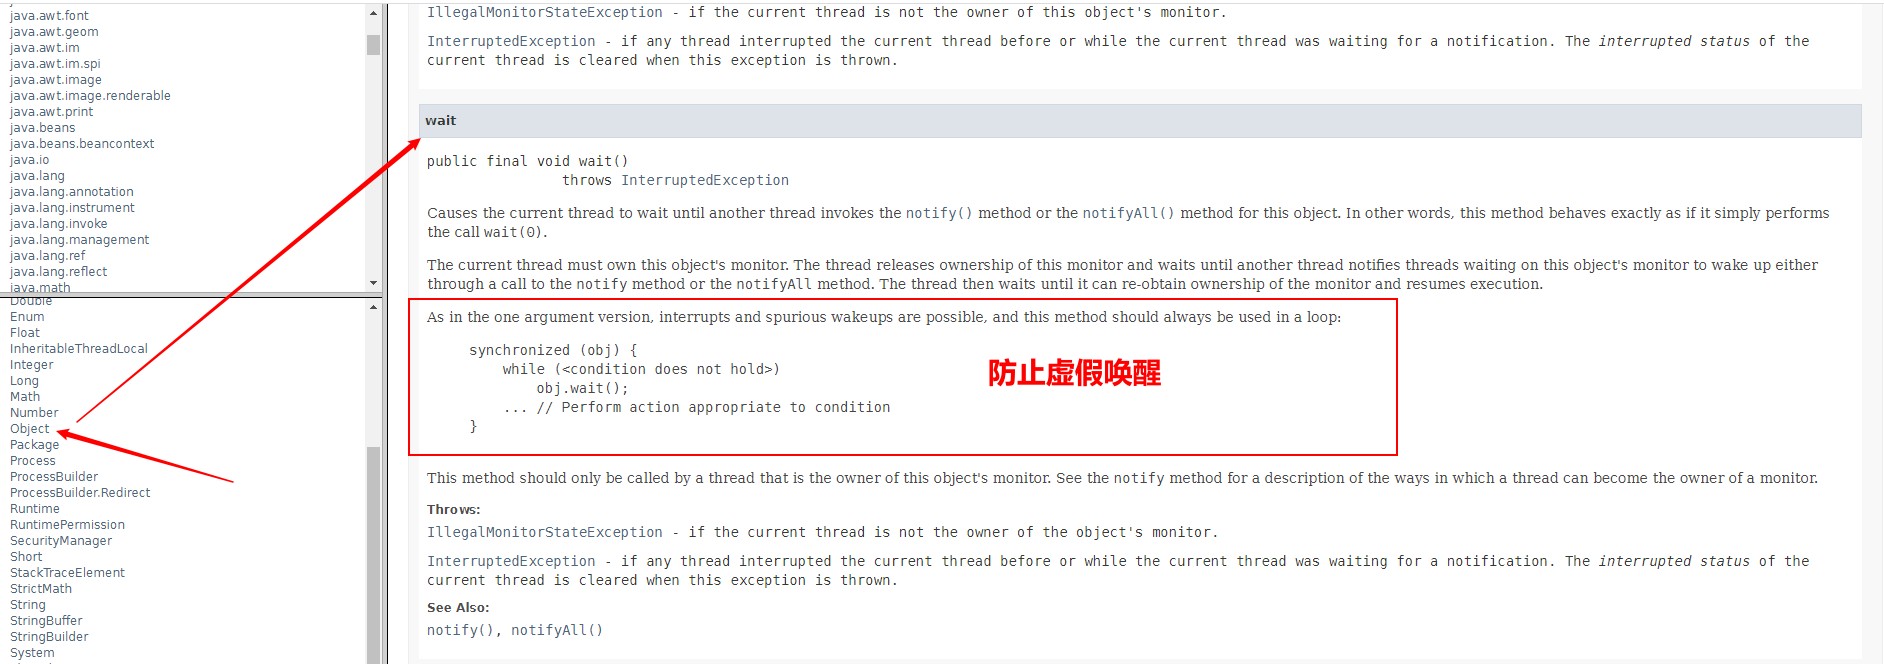 java.awt.font
java.awt.geom
java.awt.im
java.awt.im.spi
java.awt.image
java.awt.image.renderable
java.awt.print
java.beans
java.beans.beancontext
java.io
java.lang
java.lang.annotation
java.lang.instrument
java.lang.invoke
java.lang.management
java.lang.ref
java.lang.reflect
java.math
Double
Enum
Float
InheritableThreadLocal
Integer
Long
Math
Number
Object
Package
Process
ProcessBuilder
ProcessBuilder.Redirect
Runtime
RuntimePermission
SecurityManager
Short
StackTraceElement
StrictMath
String
StringBuffer
StringBuilder
System
IllegalMonitorStateException - if the current thread is not the owner of this object's monitor.
InterruptedException - if any thread interrupted the current thread before or while the current thread was waiting for a notification. The interrupted status of the
current thread is cleared when this exception is thrown.
wait
public final void wait()
throws InterruptedException
Causes the current thread to wait until another thread invokes the notify() method or the notifyAll() method for this object. In other words, this method behaves exactly as if it simply performs
the call wait(0).
The current thread must own this object's monitor. The thread releases ownership of this monitor and waits until another thread notifies threads waiting on this object's monitor to wake up either
through a call to the notify method or the notifyAll method. The thread then waits until it can re-obtain ownership of the monitor and resumes execution.
As in the one argument version, interrupts and spurious wakeups are possible, and this method should always be used in a loop:
synchronized (obj) {
while (<condition does not hold>)
obj.wait();
... // Perform action appropriate to condition
}
防止虚假唤醒
This method should only be called by a thread that is the owner of this object's monitor. See the notify method for a description of the ways in which a thread can become the owner of a monitor.
Throws:
IllegalMonitorStateException - if the current thread is not the owner of the object's monitor.
InterruptedException - if any thread interrupted the current thread before or while the current thread was waiting for a notification. The interrupted status of the
current thread is cleared when this exception is thrown.
See Also:
notify(), notifyAll()